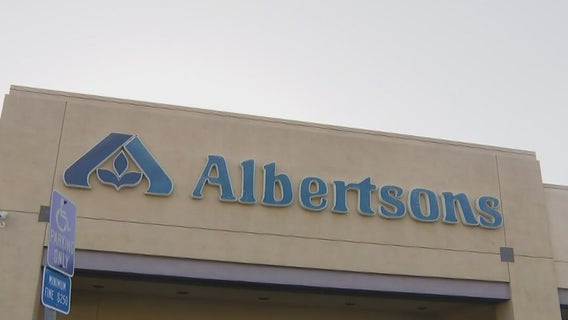 Albertsons
PARKING
ONLY
MINIMUM
FINE $250